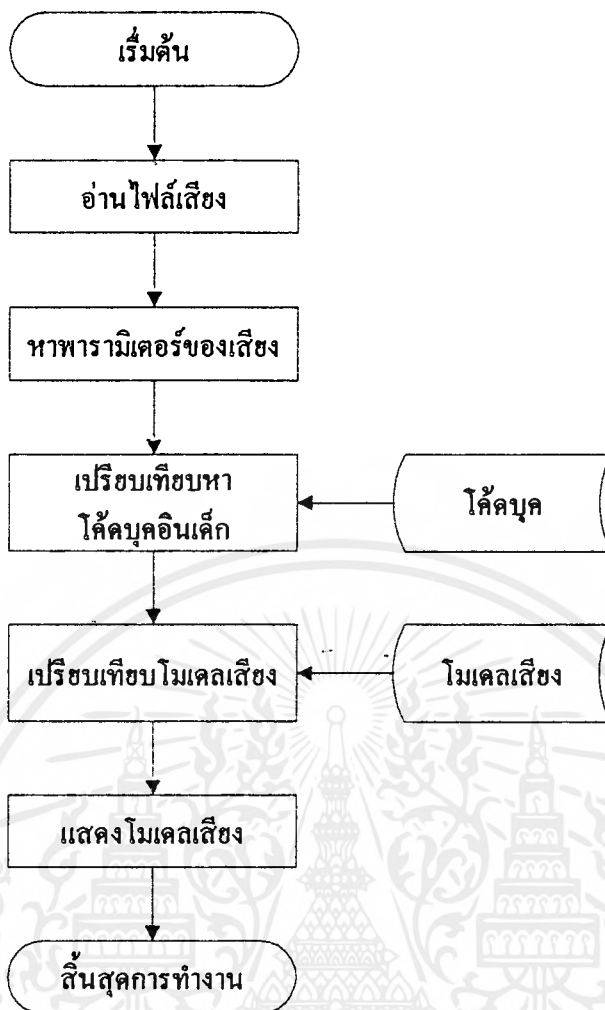 เริ่มต้น
อ่านไฟล์เสียง
หาพารามิเตอร์ของเสียง
เปรียบเทียบหา
โค้ดบุคอินเด็ก
โค้ดบุค
เปรียบเทียบโมเดลเสียง
โมเดลเสียง
แสดงโมเดลเสียง
สิ้นสุดการทำงาน